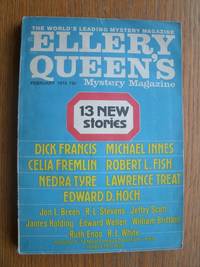 THE WORLD'S LEADING MYSTERY MAGAZINE
ELLERY
QUEEN'S
Mystery Magazine
FEBRUARY
13 NEW
stories
DICK FRANCIS MICHAEL INNES
CELIA FREMLIN ROBERT L. FISH
NEDRA TYRE LAWRENCE TREAT
EDWARD D. HOCH
Jon L. Breen R. L. Stevens Jeffry Scott
James Holding Edward Wellen William Brittain
Ruth Enop H. E. White